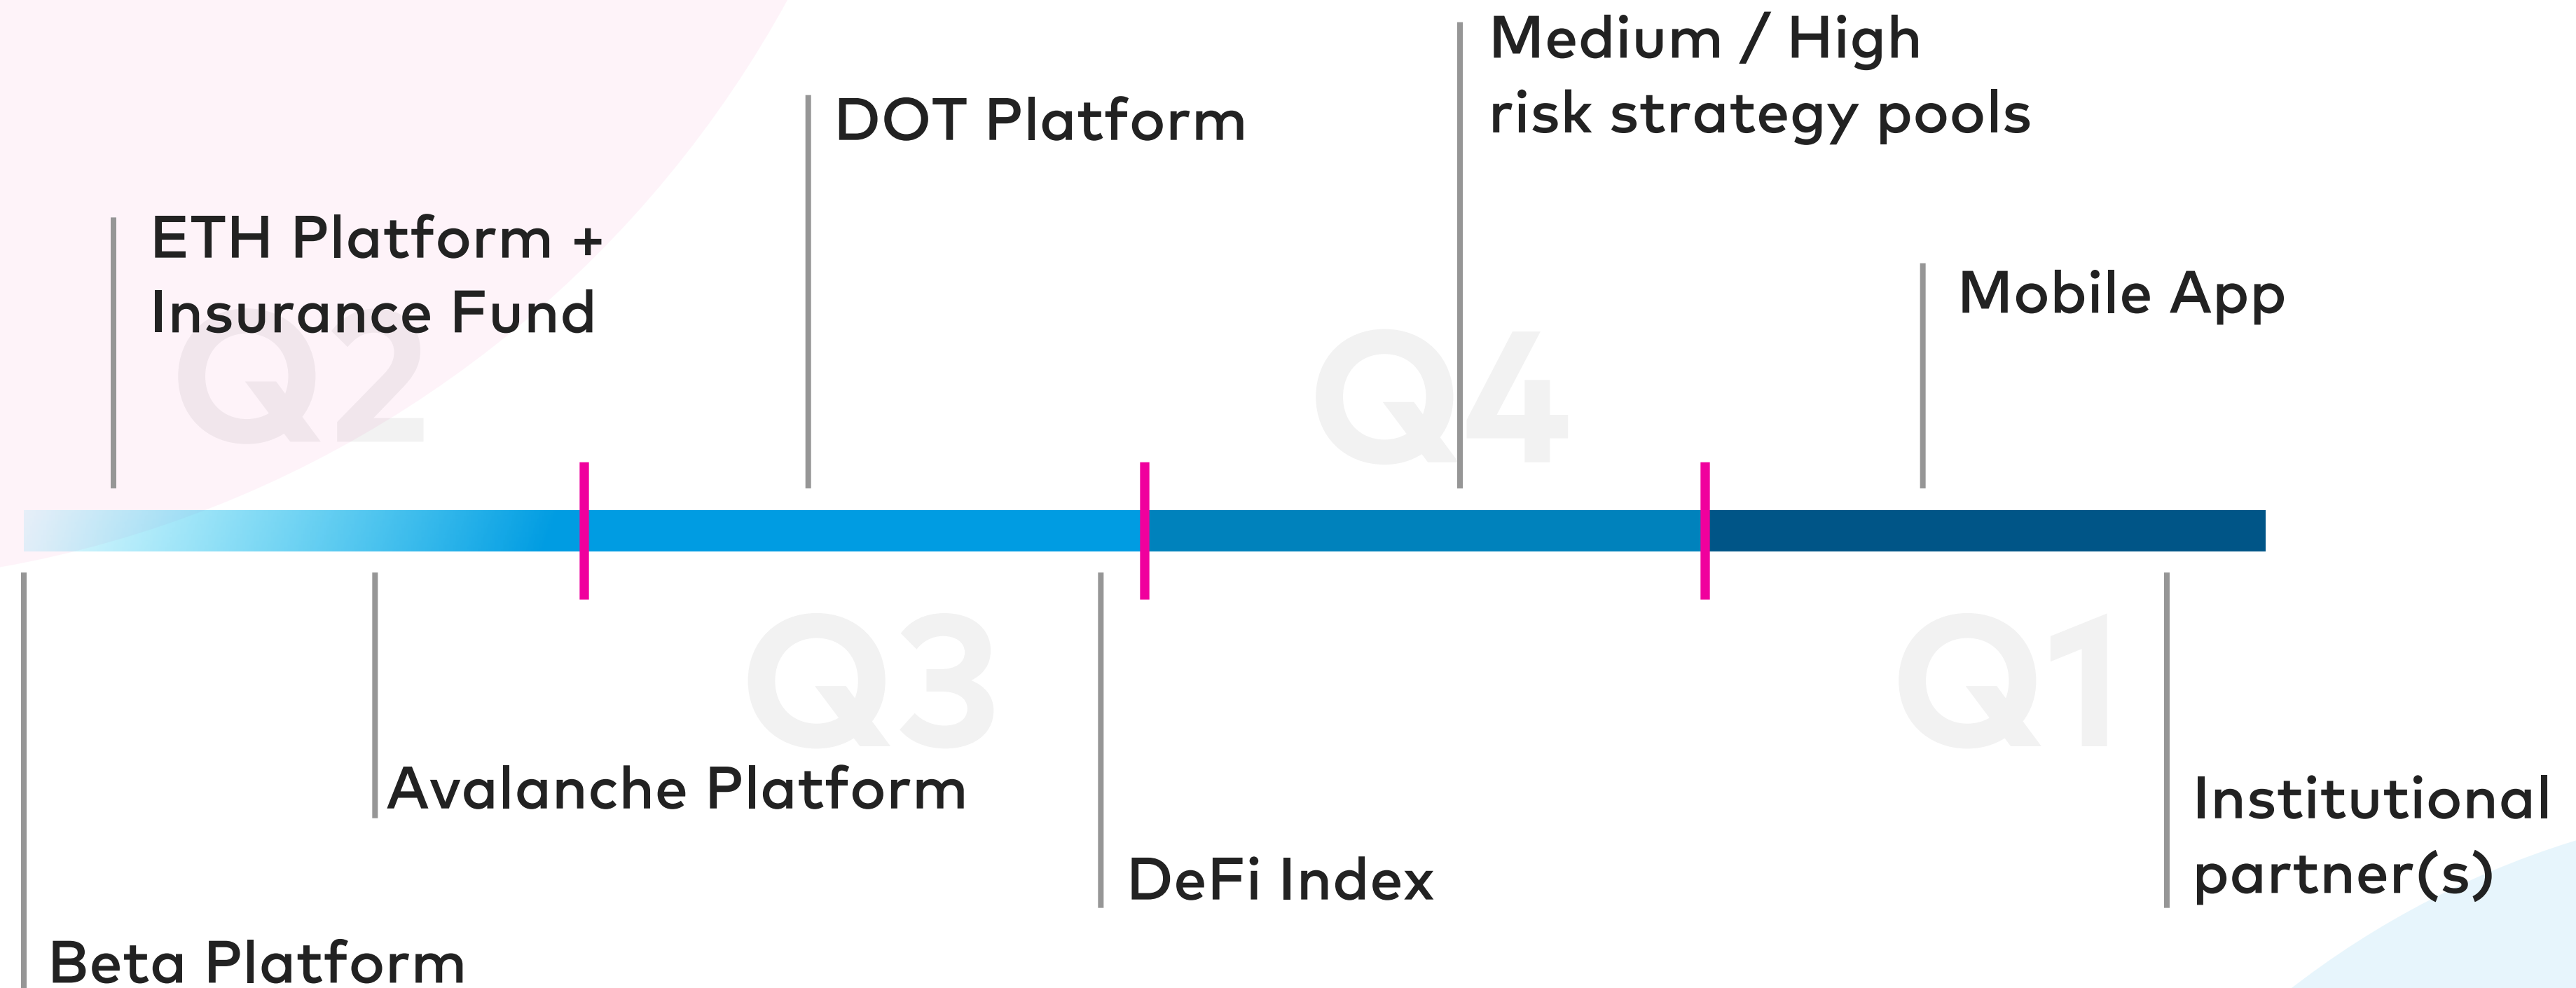 Medium / High
risk strategy pools
DOT Platform
ETH Platform +
Insurance Fund
Mobile App
Q2
Q4
Q3
Q1
Avalanche Platform
Institutional
partner(s)
DeFi Index
Beta Platform